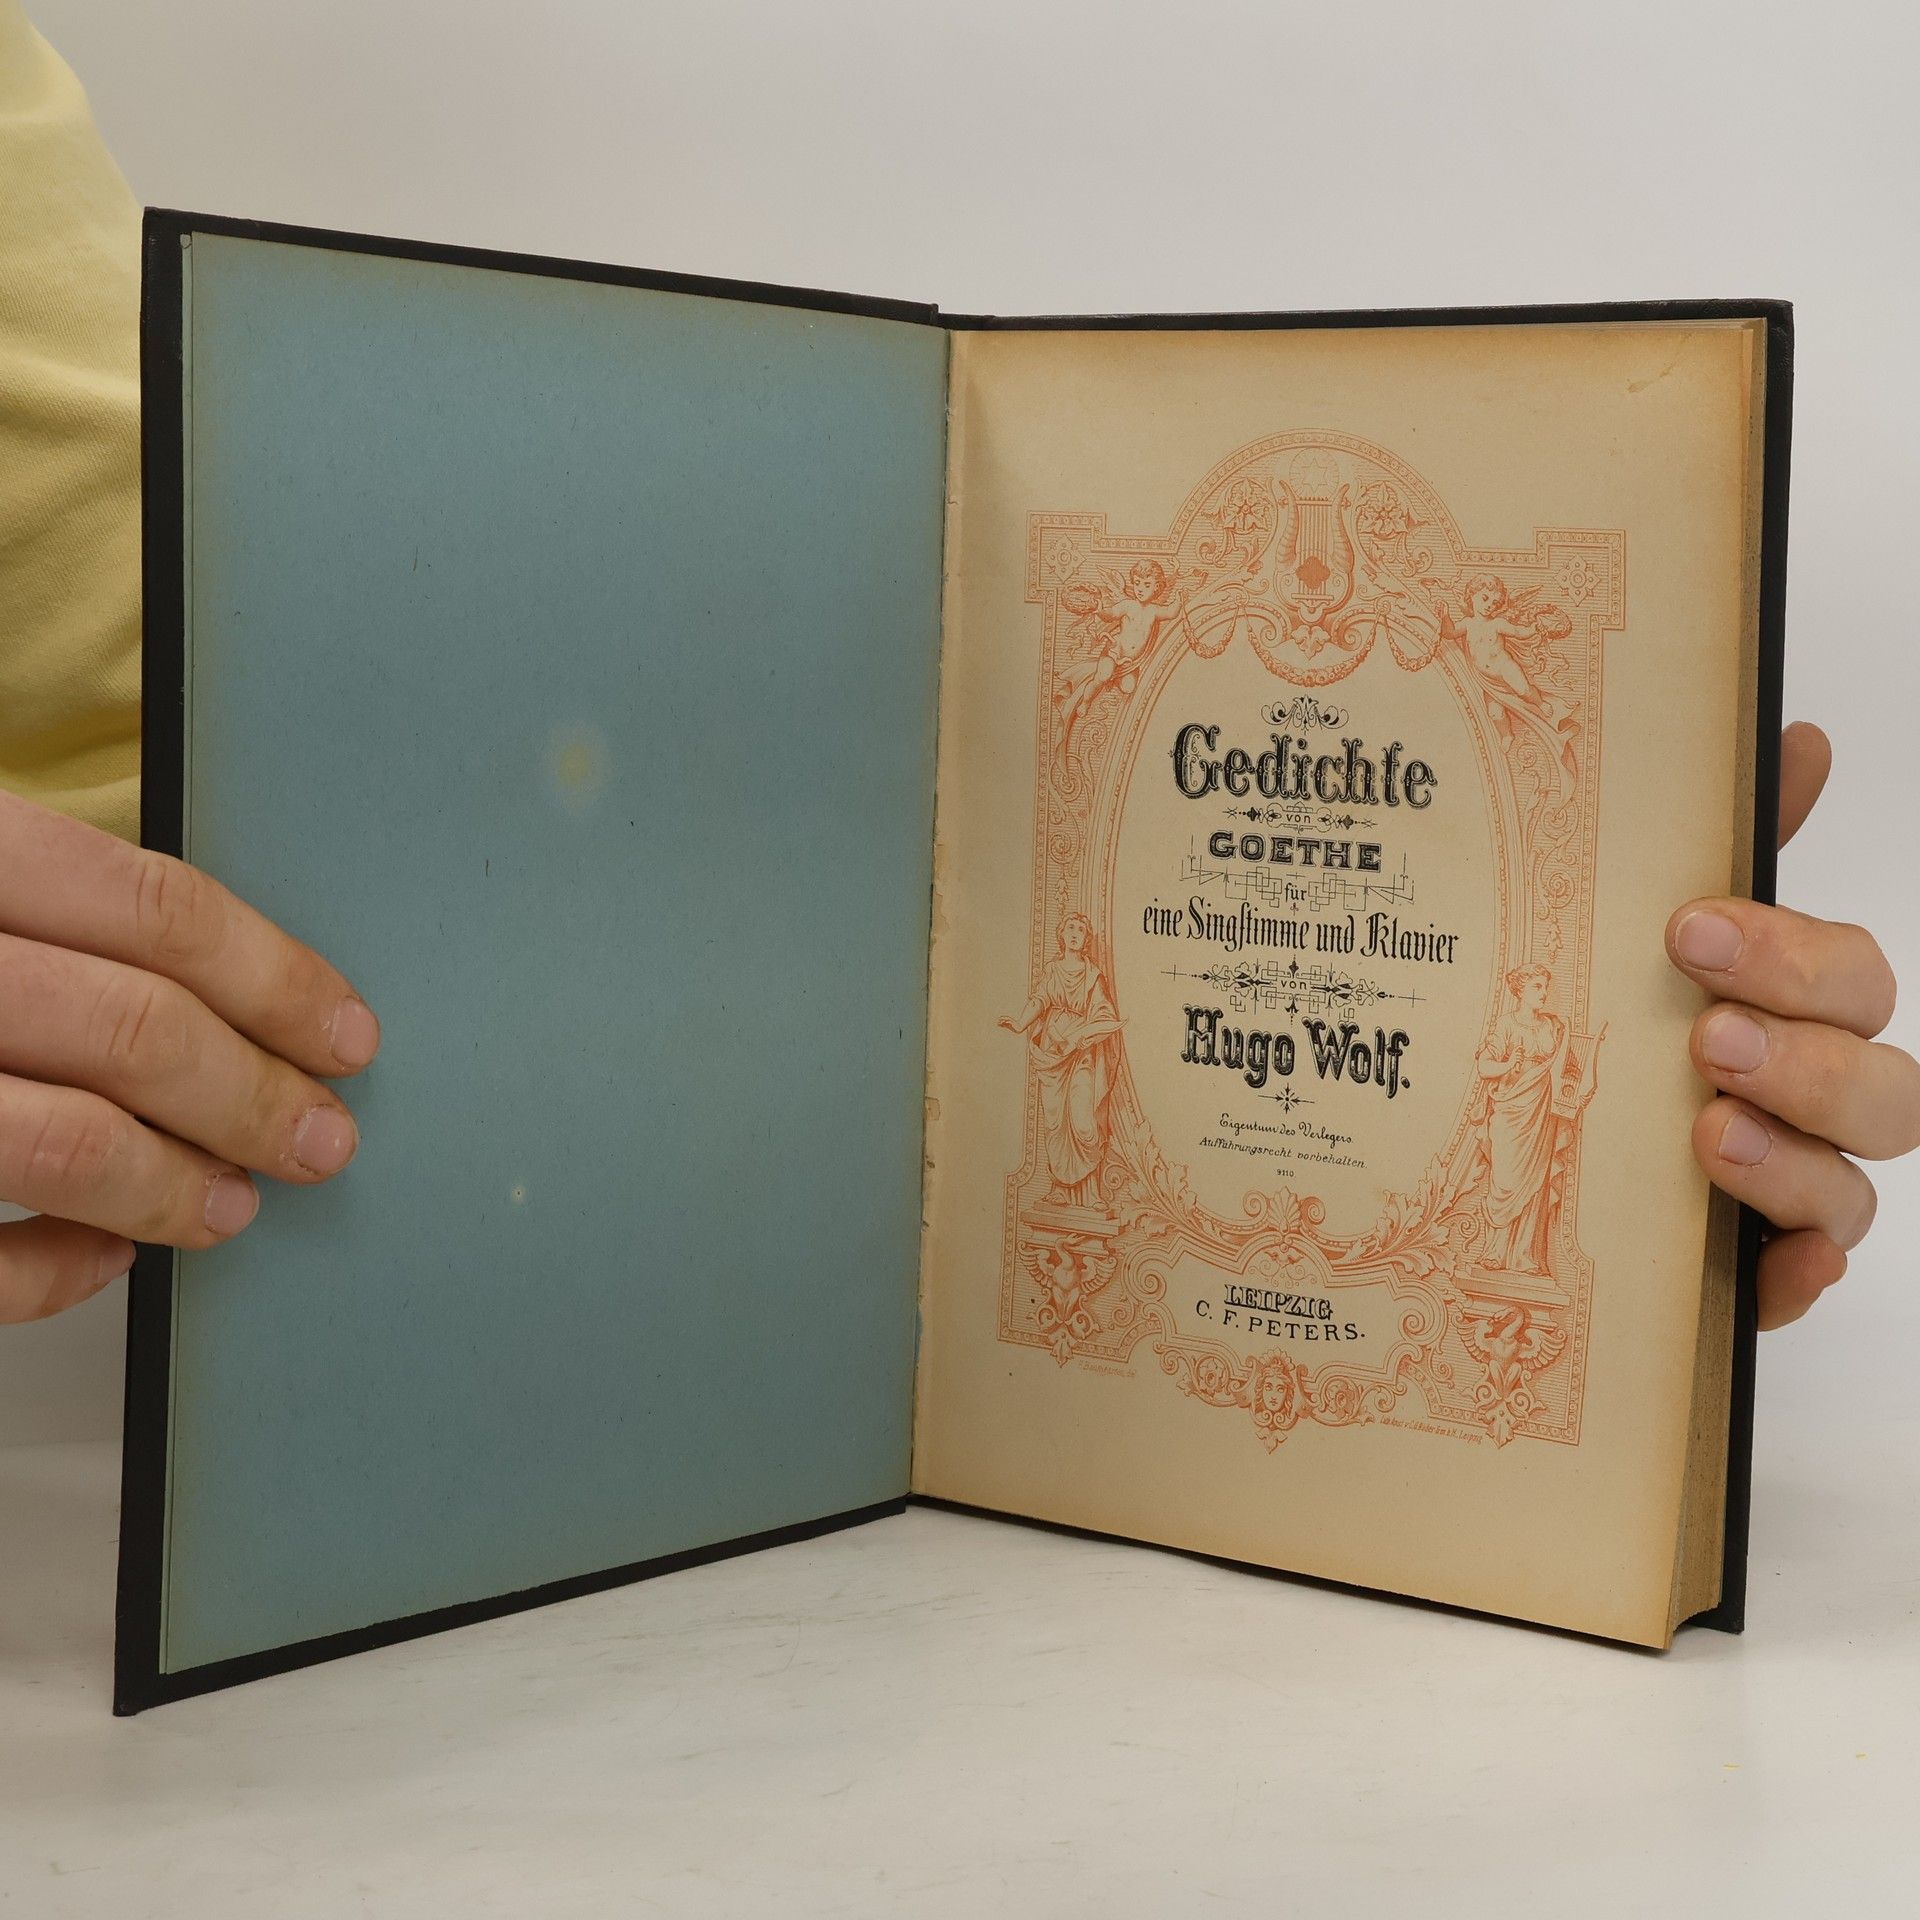 Gedichte
von
GOETHE
für
eine Singstimme und Klavier
von
Hugo Wolf.
Eigentum des Verlegers.
Aufführungsrecht vorbehalten.
9110
LEIPZIG
C. F. PETERS.